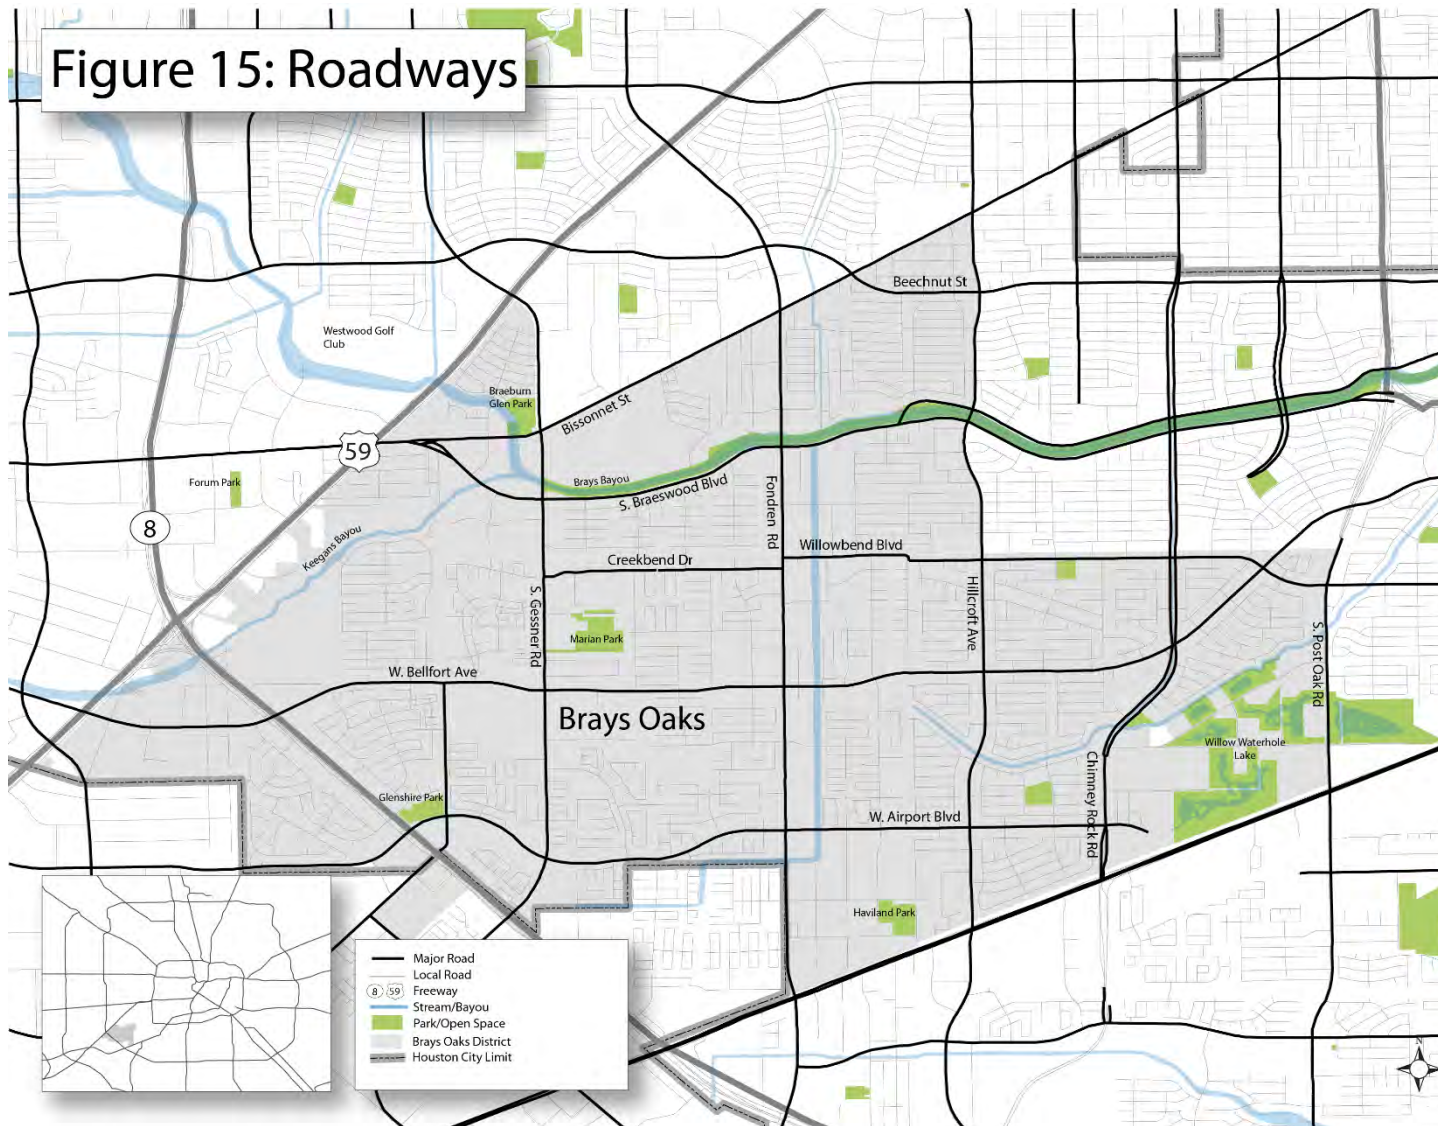 Figure 15: Roadways
Beechnut St
Westwood Golf
Club
Braeburn
Glen Park
Bissonnet St
59
Forum Park
Brays Bayou
S. Braeswood Blvd
Fondren Rd
8
Keegans Bayou
Willowbend Blvd
Creekbend Dr
S. Gessner Rd
Hillcroft Ave
Marian Park
S. Post Oak Rd
W. Bellfort Ave
Brays Oaks
Willow Waterhole
Lake
Glenshire Park
Chimney Rock Rd
W. Airport Blvd
Haviland Park
Major Road
Local Road
8 59 Freeway
Stream/Bayou
Park/Open Space
Brays Oaks District
Houston City Limit
N